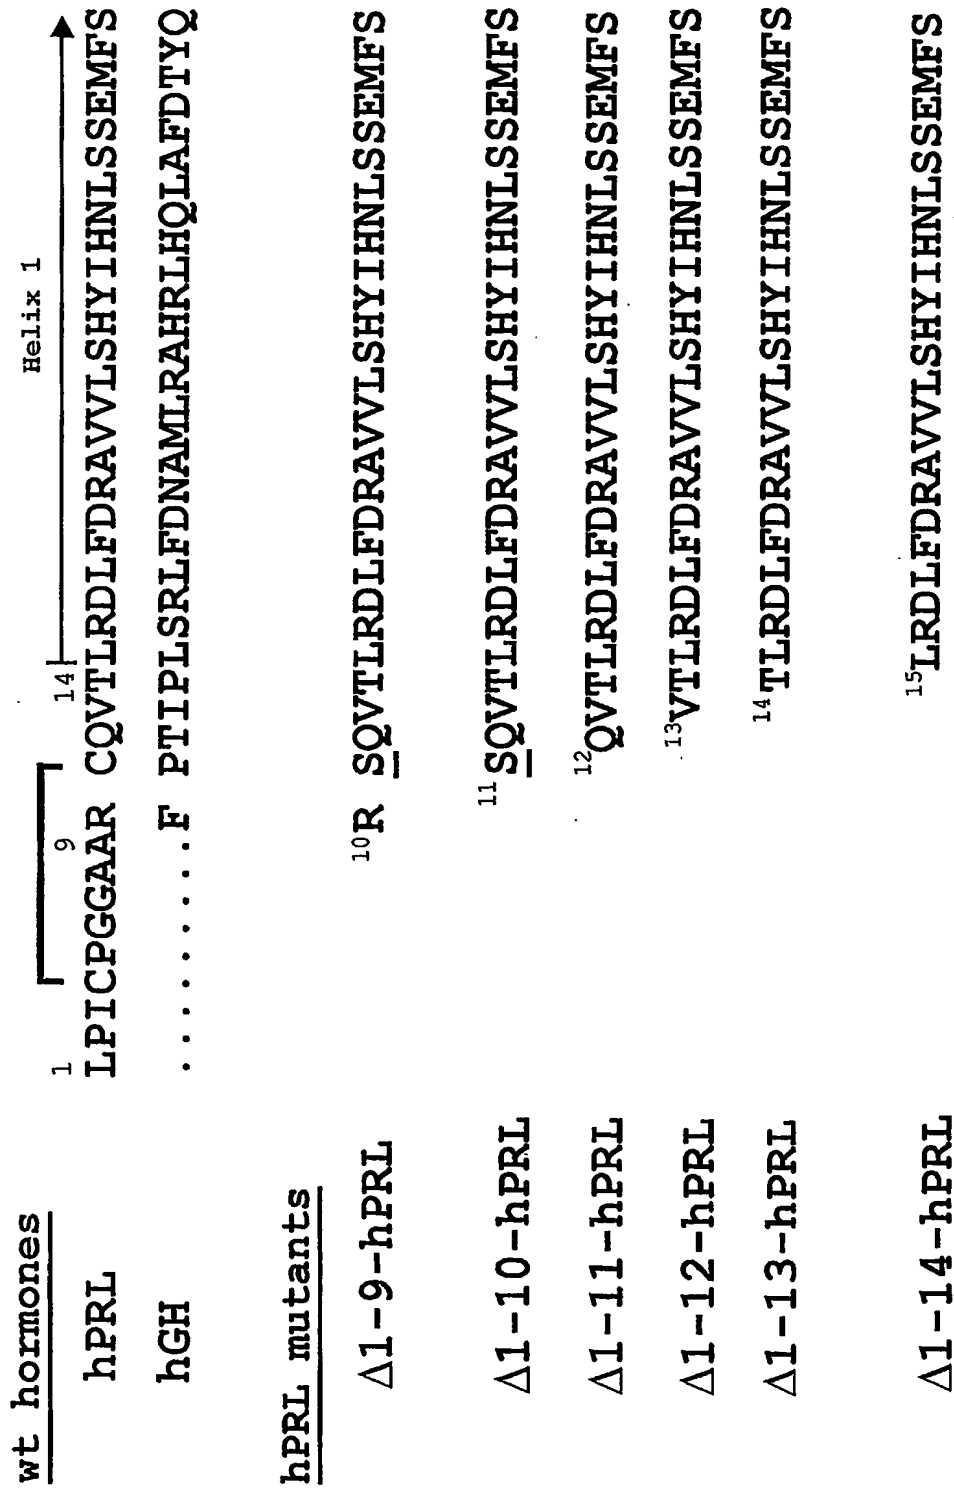 Helix 1
wt hormones
1 9 14
hPRL LPICPGGAAR CQVTLRDLFDRAVVLSHYIHNLSSEMFS
hGH .........F PTIPLSRLFDNAMLRAHRLHQLAFDTYQ
hPRL mutants
Δ1-9-hPRL 10R SQVTLRDLFDRAVVLSHYIHNLSSEMFS
Δ1-10-hPRL 11SQVTLRDLFDRAVVLSHYIHNLSSEMFS
Δ1-11-hPRL 12QVTLRDLFDRAVVLSHYIHNLSSEMFS
Δ1-12-hPRL 13VTLRDLFDRAVVLSHYIHNLSSEMFS
Δ1-13-hPRL 14TLRDLFDRAVVLSHYIHNLSSEMFS
Δ1-14-hPRL 15LRDLFDRAVVLSHYIHNLSSEMFS